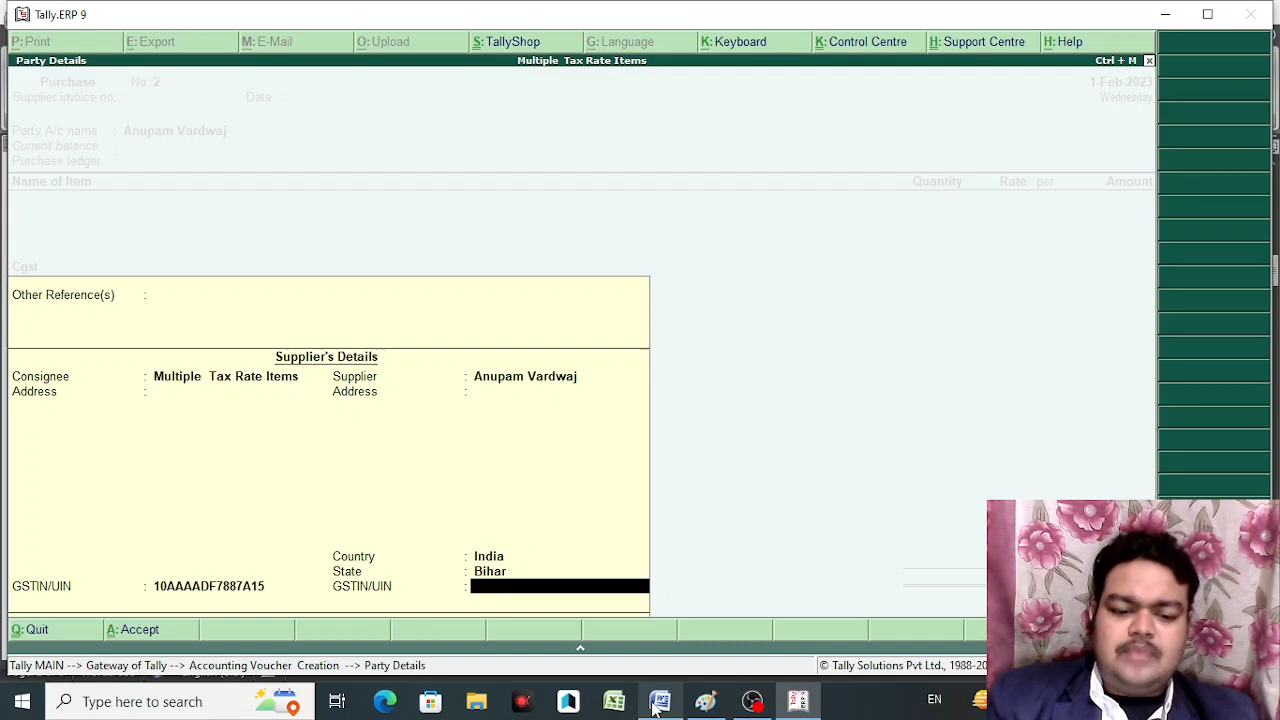 Tally.ERP 9
P: Print E: Export M: E-Mail O: Upload S: TallyShop G: Language K: Keyboard K: Control Centre H: Support Centre H: Help
Party Details Multiple Tax Rate Items Ctrl + M
Purchase No. 2 1-Feb-2023
Supplier invoice no.: Date : Wednesday
Party A/c name : Anupam Vardwaj
Current balance :
Purchase ledger :
Name of Item Quantity Rate per Amount
Cgst
Other Reference(s) :
Supplier's Details
Consignee : Multiple Tax Rate Items Supplier : Anupam Vardwaj
Address : Address :
Country : India
State : Bihar
GSTIN/UIN : 10AAAADF7887A15 GSTIN/UIN :
Q: Quit A: Accept
Tally MAIN --> Gateway of Tally --> Accounting Voucher Creation --> Party Details © Tally Solutions Pvt Ltd., 1988-20
Type here to search EN